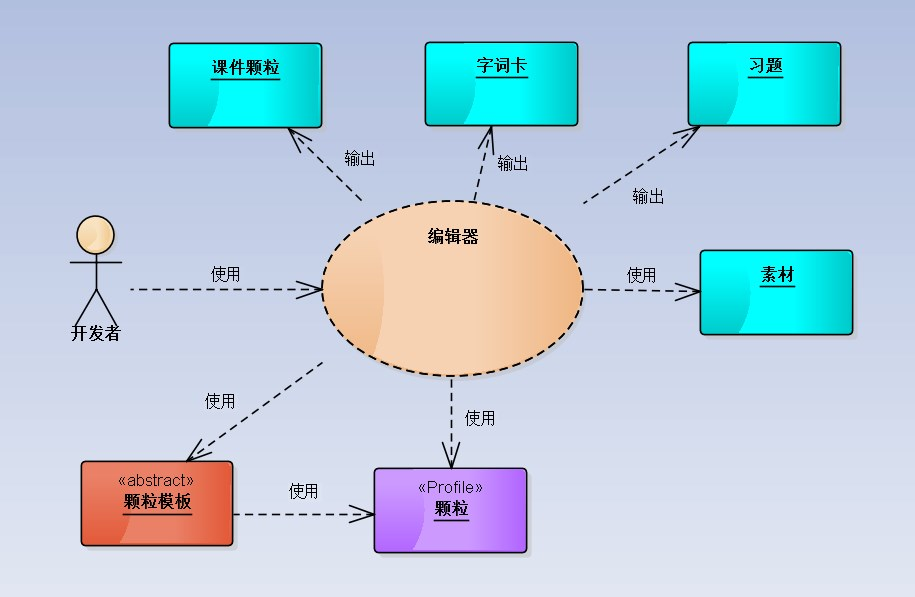 课件颗粒
字词卡
习题
输出
输出
输出
编辑器
使用
使用
素材
开发者
使用
使用
«abstract»
颗粒模板
使用
«Profile»
颗粒